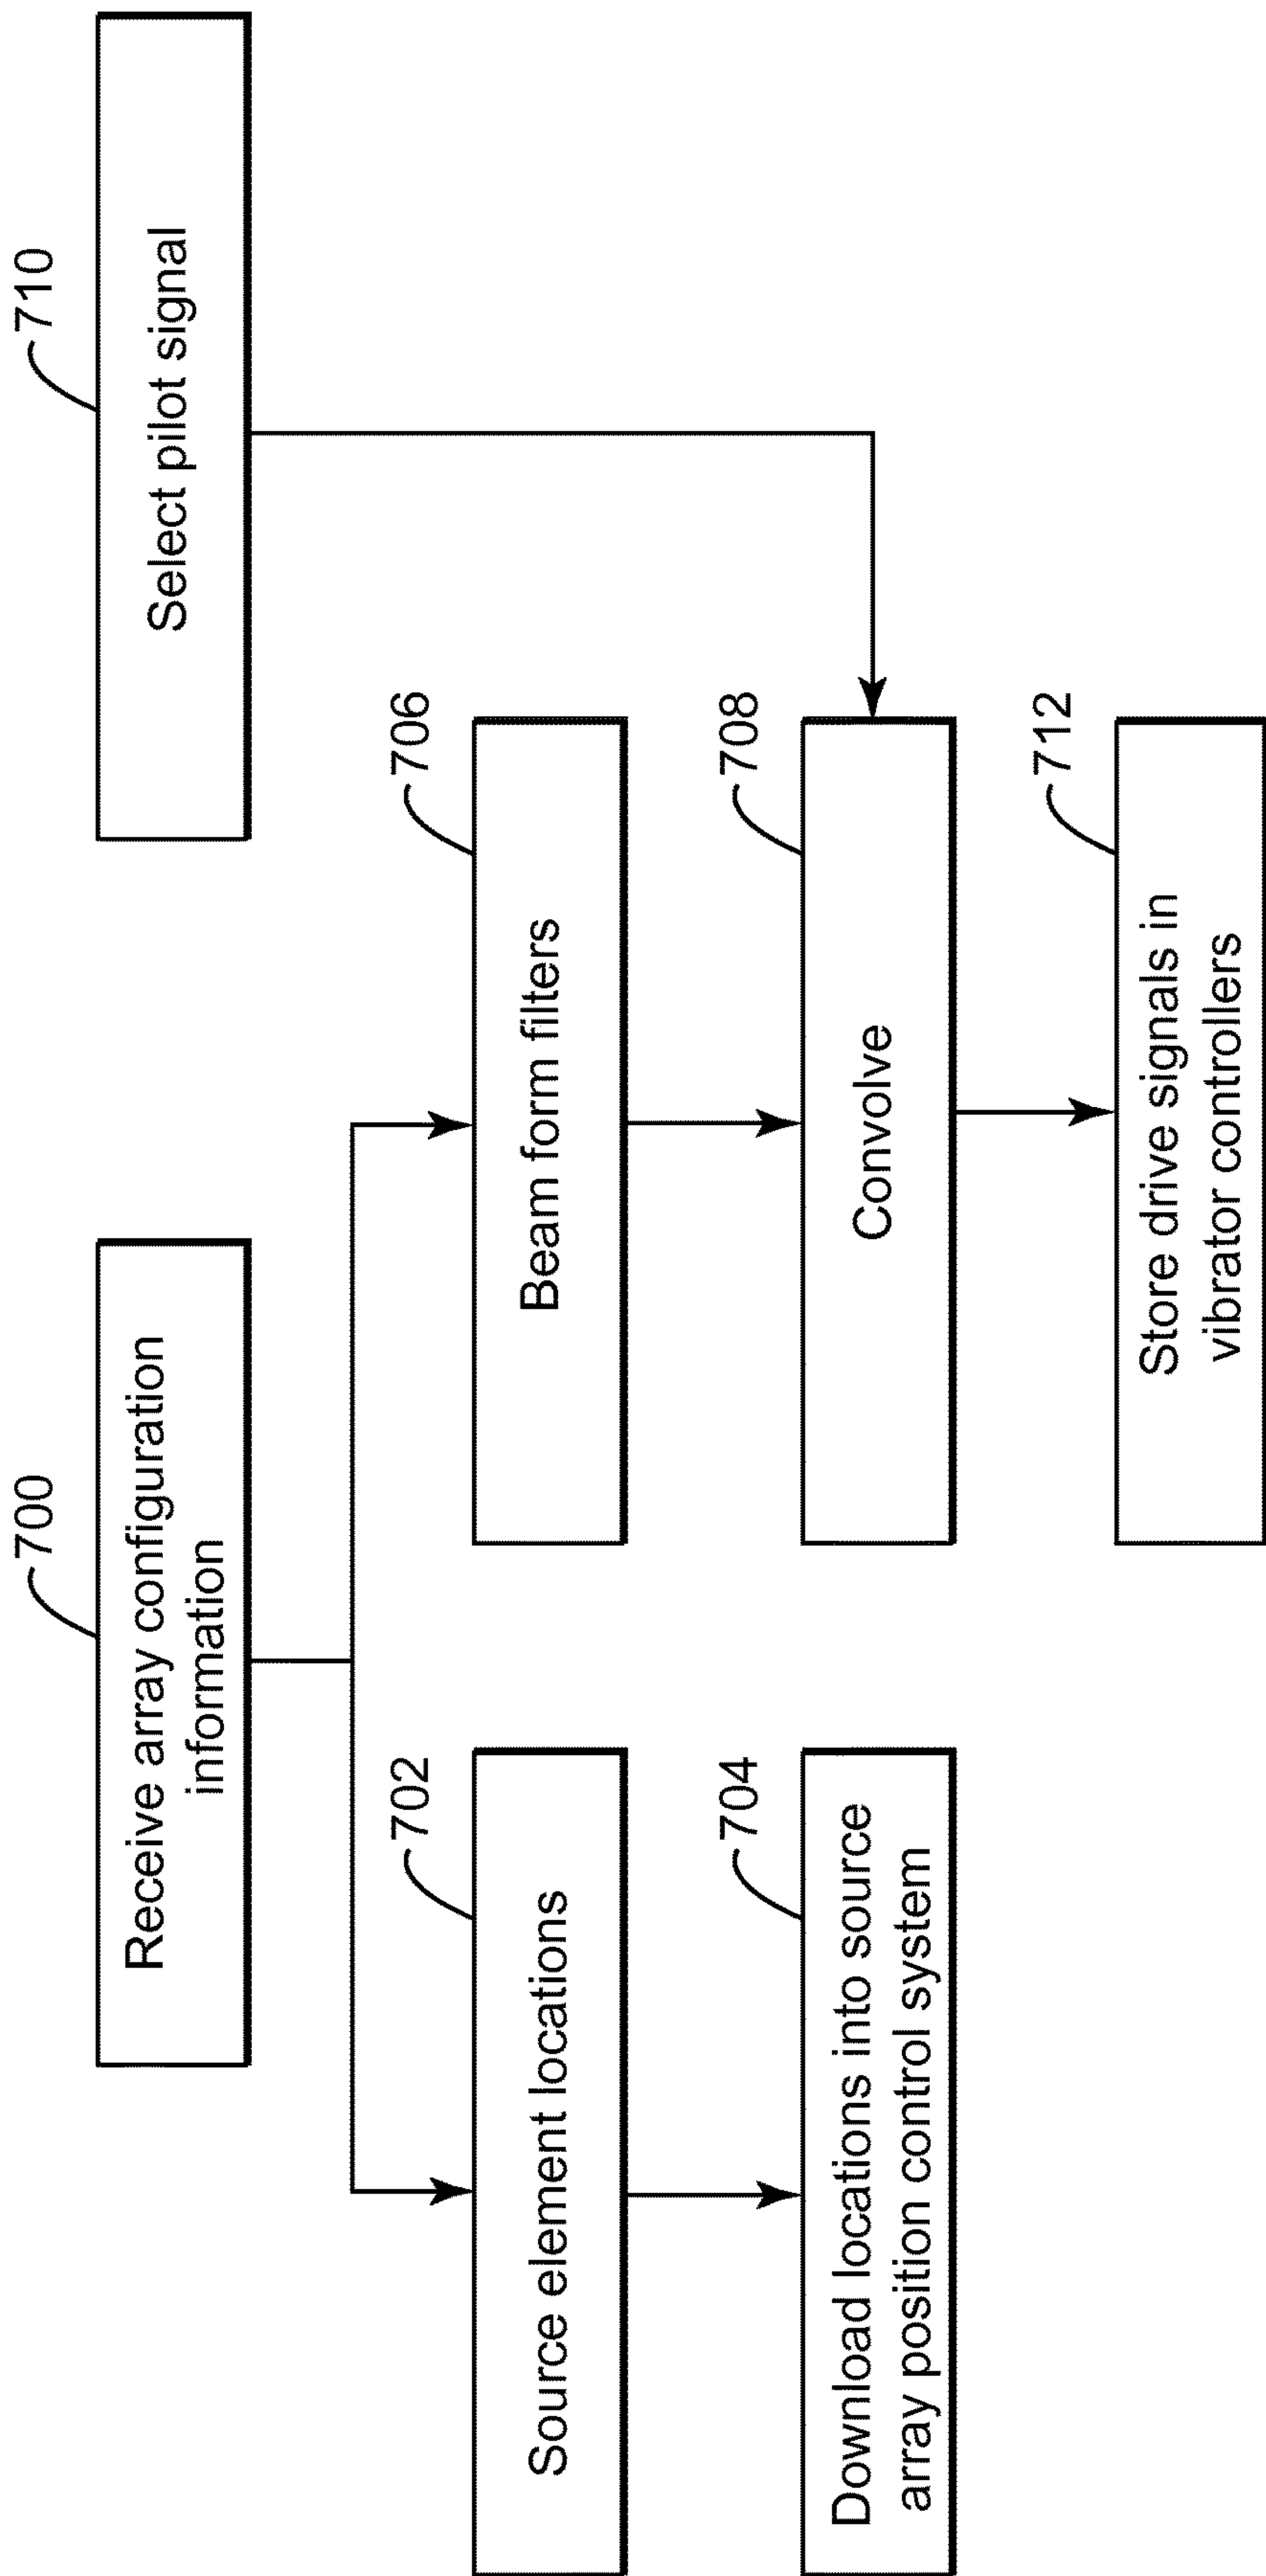 700
Receive array configuration
information
710
Select pilot signal
702
Source element locations
706
Beam form filters
704
Download locations into source
array position control system
708
Convolve
712
Store drive signals in
vibrator controllers